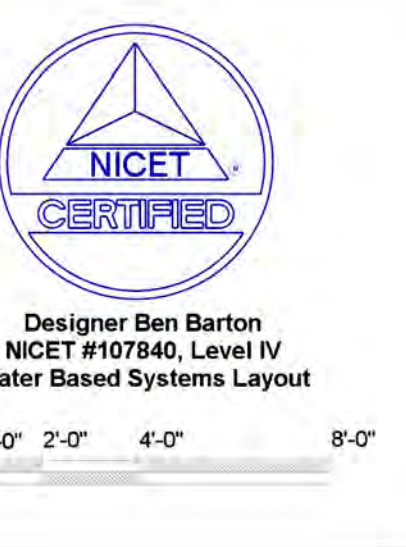 NICET
®
CERTIFIED
Designer Ben Barton
NICET #107840, Level IV
ater Based Systems Layout
-0" 2'-0" 4'-0" 8'-0"